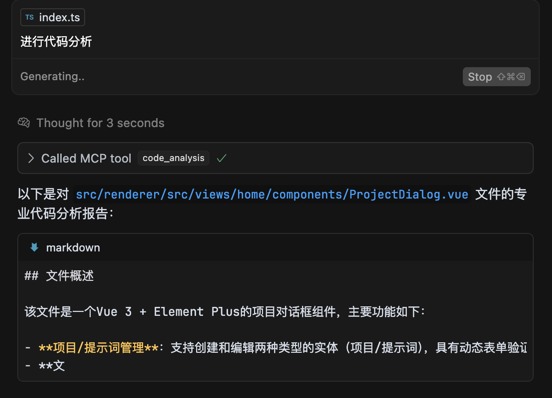 TS index.ts
进行代码分析
Generating..
Stop ⇧⌘⌫
Thought for 3 seconds
Called MCP tool code_analysis
以下是对 src/renderer/src/views/home/components/ProjectDialog.vue 文件的专
业代码分析报告：
markdown
## 文件概述
该文件是一个Vue 3 + Element Plus的项目对话框组件，主要功能如下：
- **项目/提示词管理**：支持创建和编辑两种类型的实体（项目/提示词），具有动态表单验证
- **文